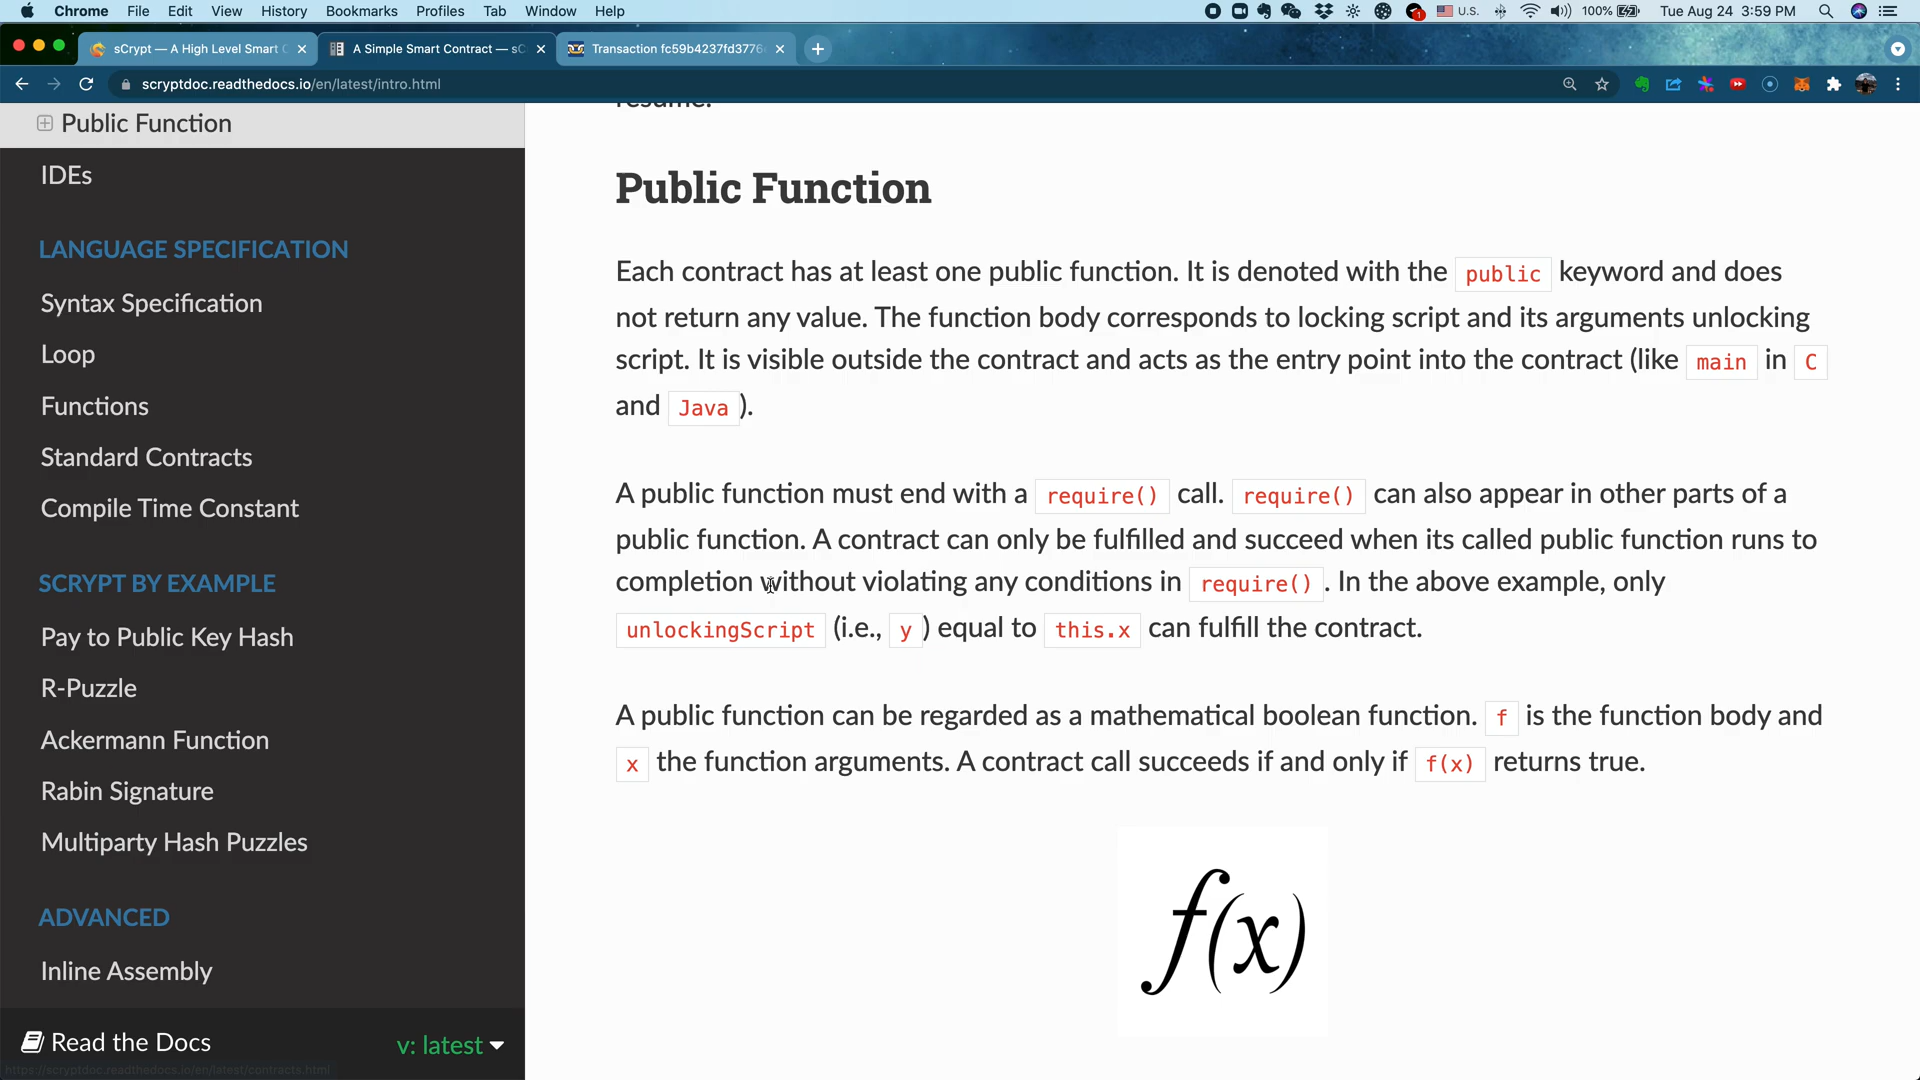 Chrome File Edit View History Bookmarks Profiles Tab Window Help 1 U.S. 100% Tue Aug 24 3:59 PM
sCrypt — A High Level Smart C
A Simple Smart Contract — sC
Transaction fc59b4237fd3776
scryptdoc.readthedocs.io/en/latest/intro.html
Public Function
IDEs
LANGUAGE SPECIFICATION
Syntax Specification
Loop
Functions
Standard Contracts
Compile Time Constant
SCRYPT BY EXAMPLE
Pay to Public Key Hash
R-Puzzle
Ackermann Function
Rabin Signature
Multiparty Hash Puzzles
ADVANCED
Inline Assembly
Read the Docs
v: latest
https://scryptdoc.readthedocs.io/en/latest/contracts.html
resume.
Public Function
Each contract has at least one public function. It is denoted with the public keyword and does
not return any value. The function body corresponds to locking script and its arguments unlocking
script. It is visible outside the contract and acts as the entry point into the contract (like main in C
and Java ).
A public function must end with a require() call. require() can also appear in other parts of a
public function. A contract can only be fulfilled and succeed when its called public function runs to
completion without violating any conditions in require() . In the above example, only
unlockingScript (i.e., y ) equal to this.x can fulfill the contract.
A public function can be regarded as a mathematical boolean function. f is the function body and
x the function arguments. A contract call succeeds if and only if f(x) returns true.
f(x)